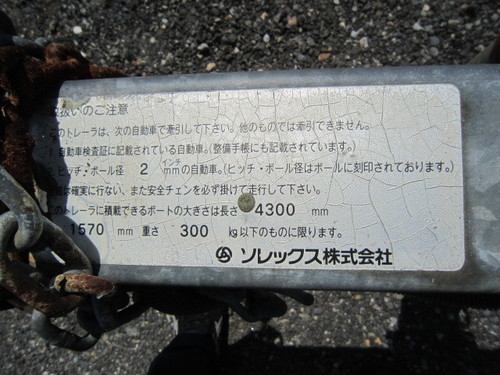 扱いのご注意
このトレーラは、次の自動車で牽引して下さい。他のものでは牽引できません。
自動車検査証に記載されている自動車。(整備手帳にも記載されています。)
ヒッチ・ボール径 2 インチ mmの自動車。(ヒッチ・ボール径はボールに刻印されております。)
は確実に行ない、また安全チェンを必ず掛けて走行して下さい。
このトレーラに積載できるボートの大きさは長さ 4300 mm
1570 mm 重さ 300 kg以下のものに限ります。
ソレックス株式会社